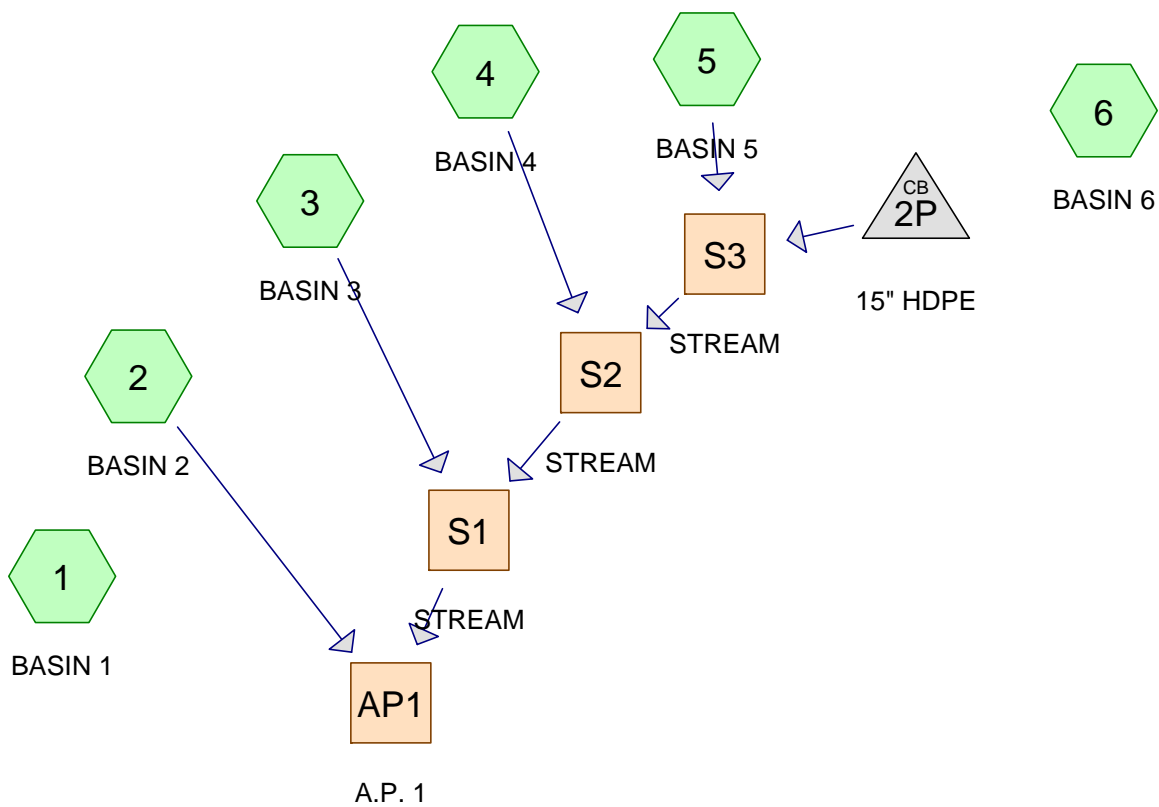 5
4
6
BASIN 5
BASIN 4
CB
2P
BASIN 6
3
S3
BASIN 3
15" HDPE
STREAM
2
S2
BASIN 2
STREAM
S1
1
STREAM
BASIN 1
AP1
A.P. 1